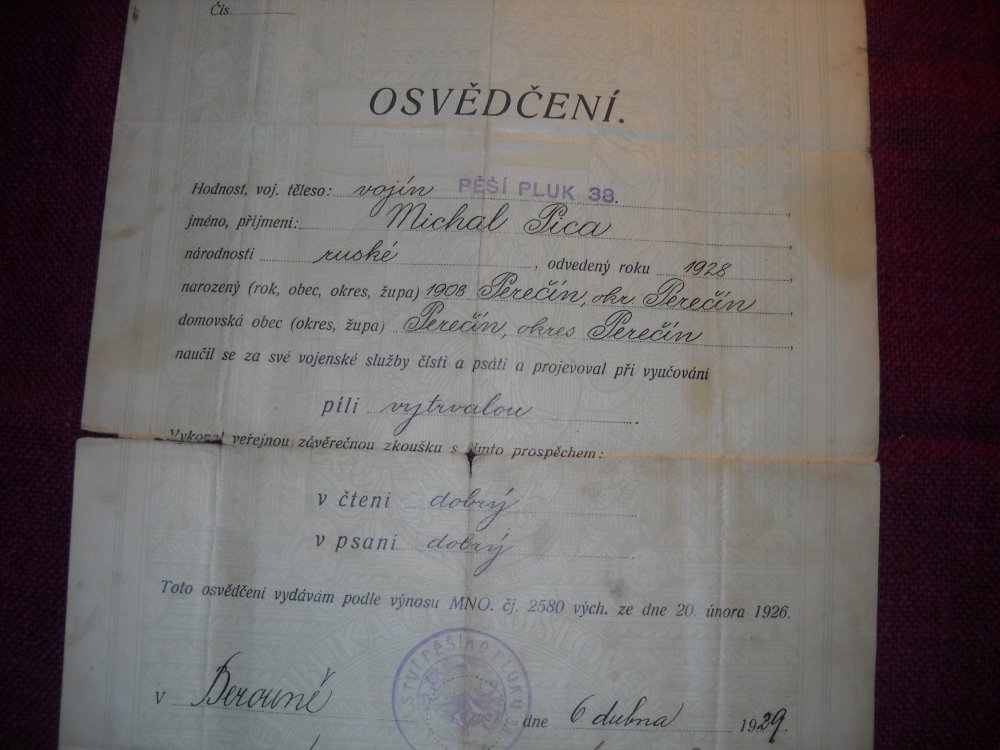 Čís.
OSVĚDČENÍ.
Hodnost, voj. těleso: vojín PĚŠÍ PLUK 38.
jméno, příjmení: Michal Pica
národnosti ruské, odvedený roku 1928
narozený (rok, obec, okres, župa) 1908 Perečín, okr. Perečín,
domovská obec (okres, župa) Perečín, okres Perečín,
naučil se za své vojenské služby čísti a psáti a projevoval při vyučování
píli vytrvalou.
Vykonal veřejnou závěrečnou zkoušku s tímto prospěchem:
v čtení dobrý
v psaní dobrý
Toto osvědčení vydávám podle výnosu MNO. čj. 2580 vých. ze dne 20. února 1926.
STVÍ PĚŠÍHO PLUKU
v Berouně dne 6. dubna 1929.